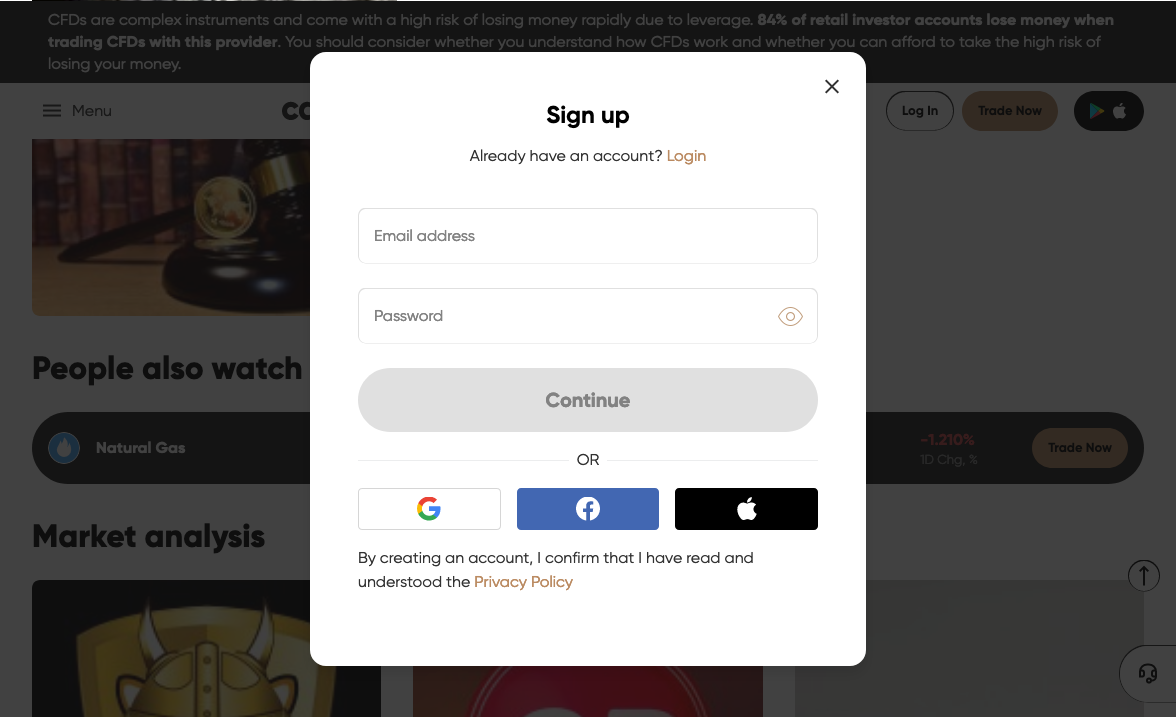 CFDs are complex instruments and come with a high risk of losing money rapidly due to leverage. 84% of retail investor accounts lose money when
trading CFDs with this provider. You should consider whether you understand how CFDs work and whether you can afford to take the high risk of
losing your money.
Menu
Log In
Trade Now
Sign up
Already have an account? Login
Email address
Password
Continue
OR
By creating an account, I confirm that I have read and
understood the Privacy Policy
People also watch
Natural Gas
-1.210%
1D Chg, %
Trade Now
Market analysis